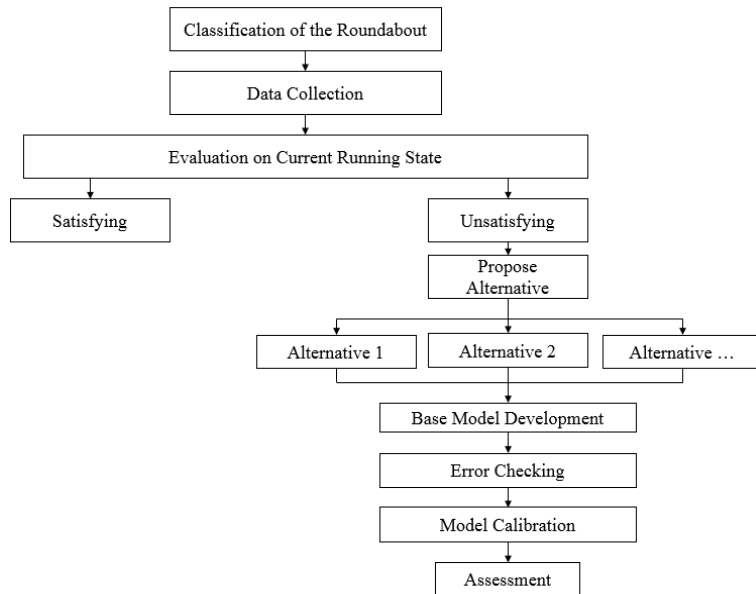 Classification of the Roundabout
Data Collection
Evaluation on Current Running State
Satisfying
Unsatisfying
Propose
Alternative
Alternative 1
Alternative 2
Alternative …
Base Model Development
Error Checking
Model Calibration
Assessment